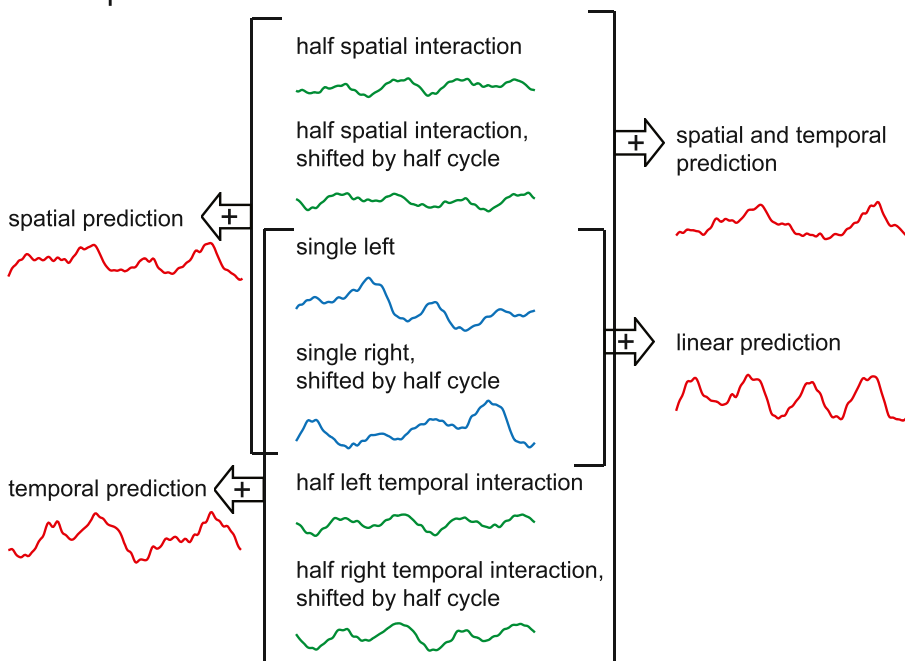 half spatial interaction
half spatial interaction,
shifted by half cycle
+
spatial and temporal
prediction
spatial prediction
+
single left
single right,
shifted by half cycle
+
linear prediction
temporal prediction
+
half left temporal interaction
half right temporal interaction,
shifted by half cycle